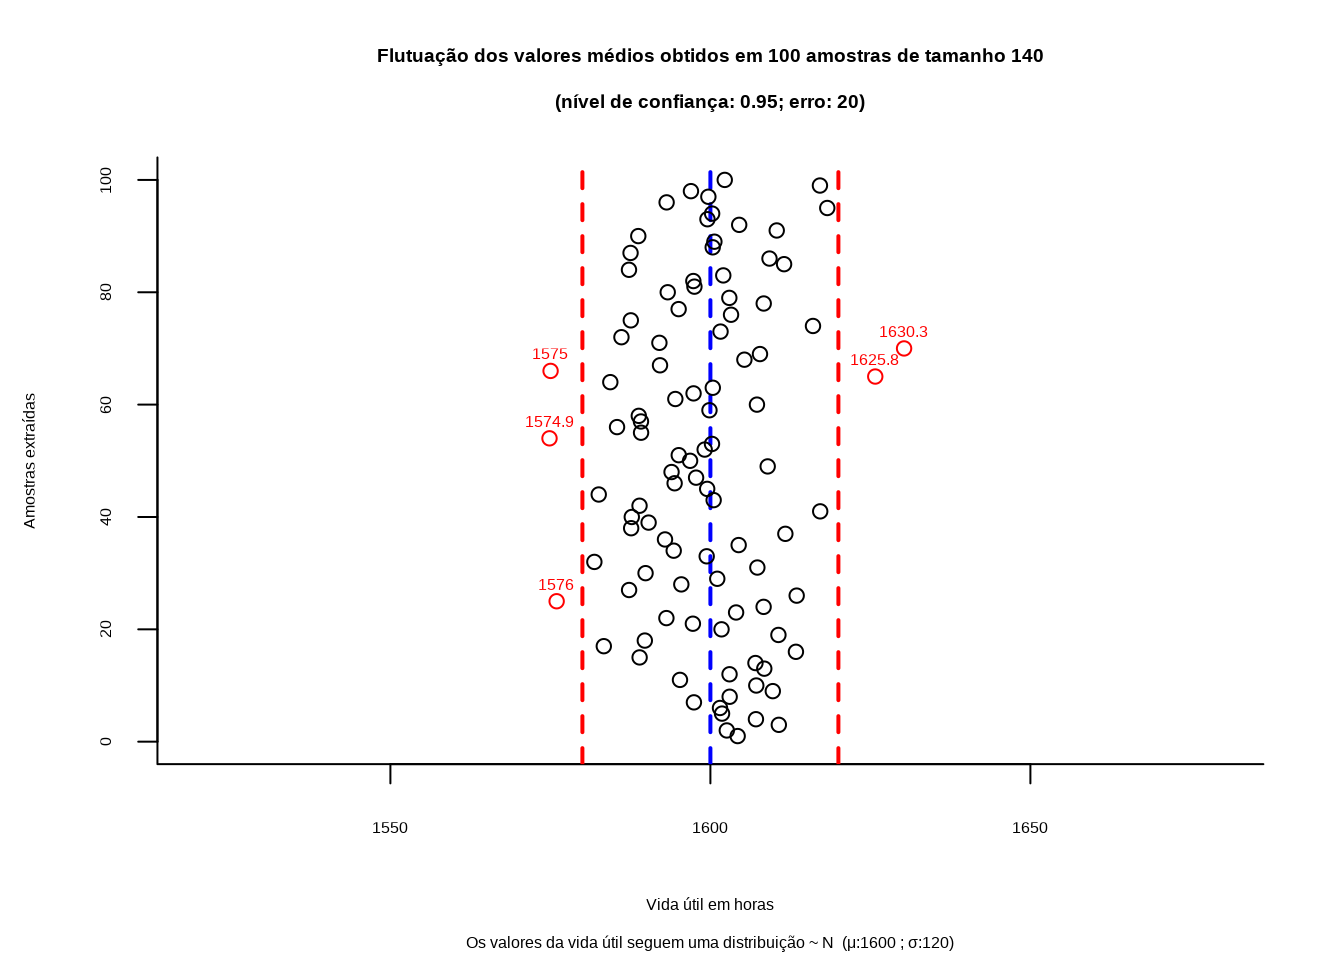 Flutuação dos valores médios obtidos em 100 amostras de tamanho 140
(nível de confiança: 0.95; erro: 20)
100
80
60
40
20
0
Amostras extraídas
1630.3
1575
1625.8
1574.9
1576
1550
1600
1650
Vida útil em horas
Os valores da vida útil seguem uma distribuição ~ N  (μ:1600 ; σ:120)